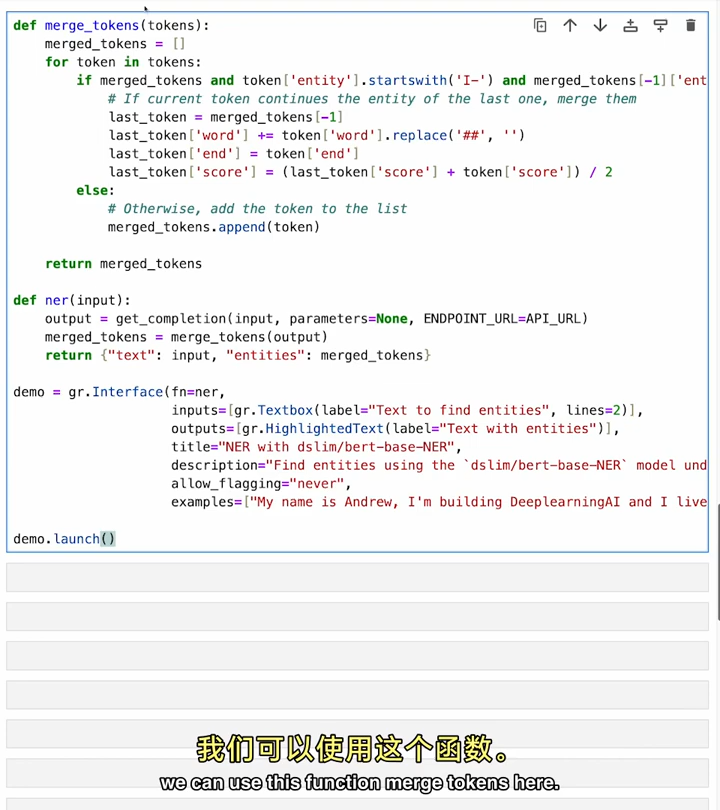 def merge_tokens(tokens):
    merged_tokens = []
    for token in tokens:
        if merged_tokens and token['entity'].startswith('I-') and merged_tokens[-1]['ent
            # If current token continues the entity of the last one, merge them
            last_token = merged_tokens[-1]
            last_token['word'] += token['word'].replace('##', '')
            last_token['end'] = token['end']
            last_token['score'] = (last_token['score'] + token['score']) / 2
        else:
            # Otherwise, add the token to the list
            merged_tokens.append(token)
    return merged_tokens
def ner(input):
    output = get_completion(input, parameters=None, ENDPOINT_URL=API_URL)
    merged_tokens = merge_tokens(output)
    return {"text": input, "entities": merged_tokens}
demo = gr.Interface(fn=ner,
                    inputs=[gr.Textbox(label="Text to find entities", lines=2)],
                    outputs=[gr.HighlightedText(label="Text with entities")],
                    title="NER with dslim/bert-base-NER",
                    description="Find entities using the `dslim/bert-base-NER` model und
                    allow_flagging="never",
                    examples=["My name is Andrew, I'm building DeeplearningAI and I live
demo.launch()
我们可以使用这个函数。
we can use this function merge tokens here.